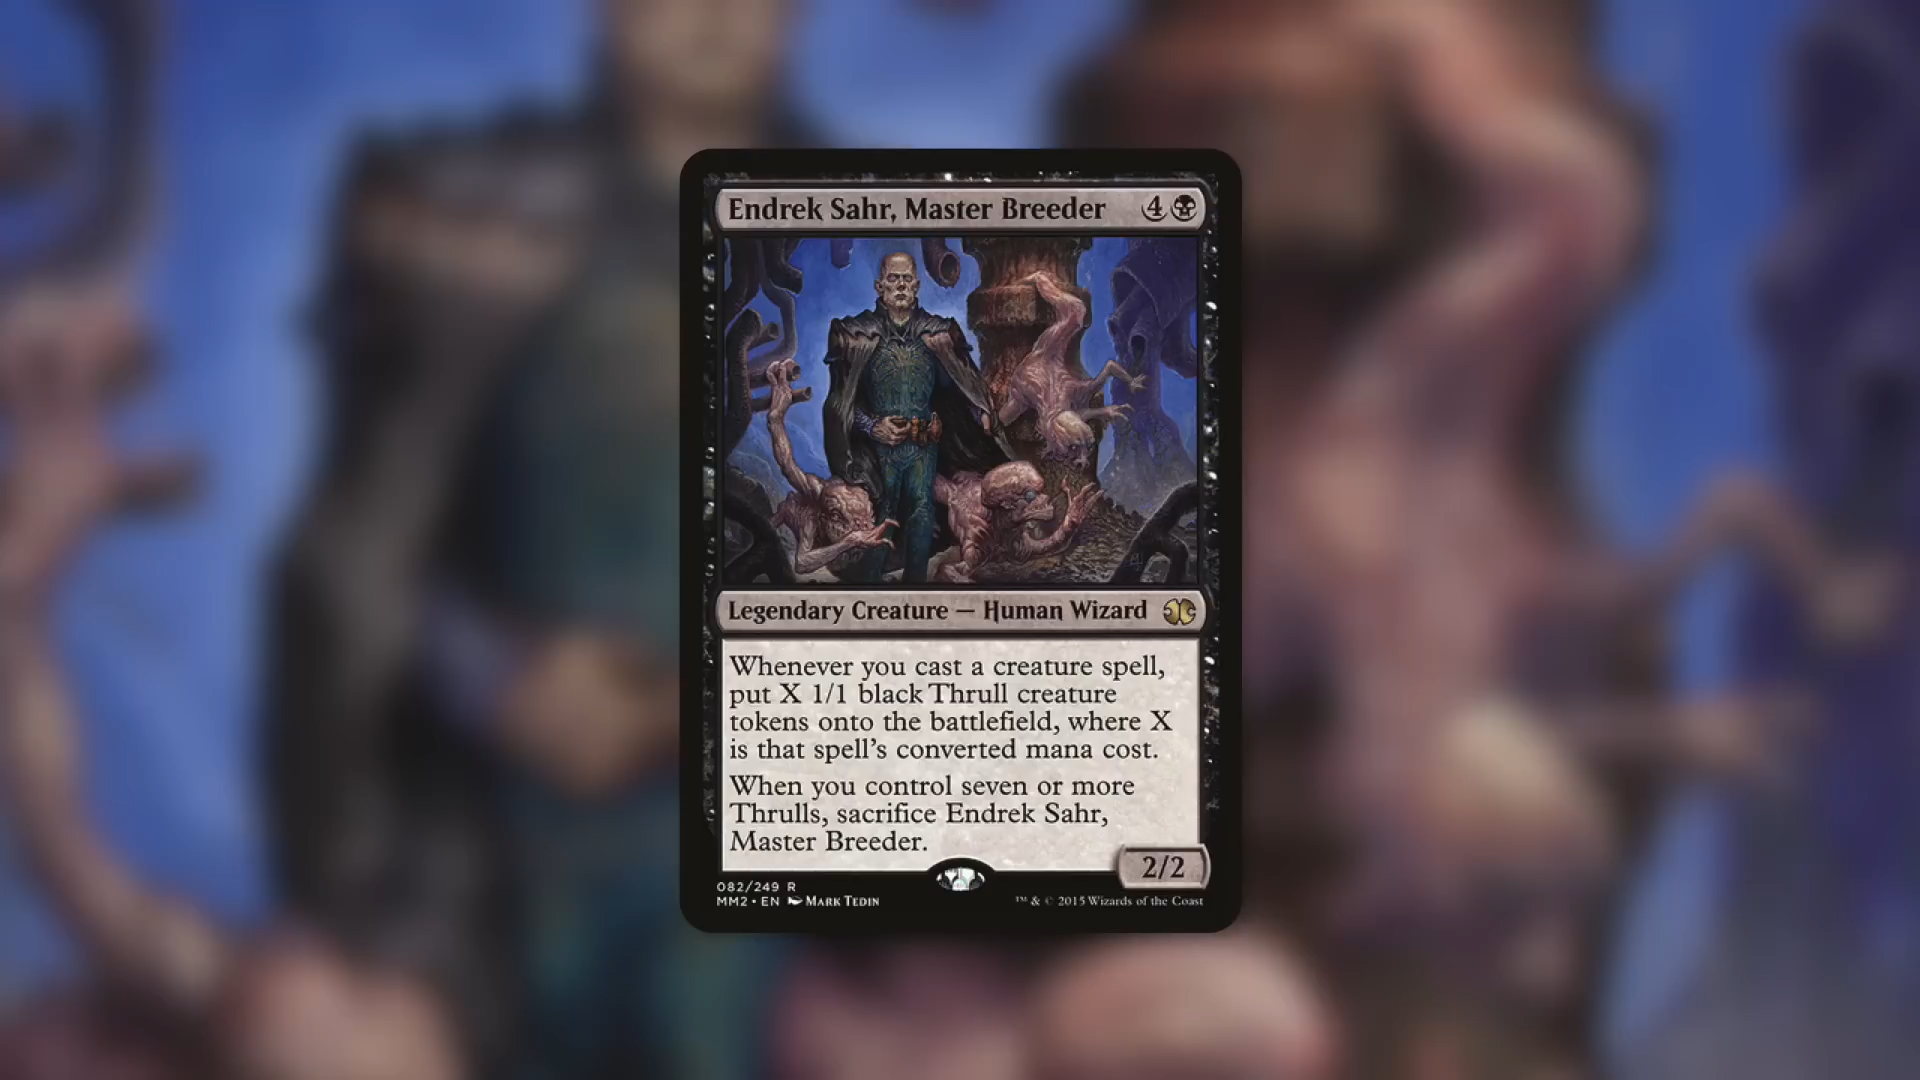 Endrek Sahr, Master Breeder 4
Legendary Creature — Human Wizard
Whenever you cast a creature spell,
put X 1/1 black Thrull creature
tokens onto the battlefield, where X
is that spell's converted mana cost.
When you control seven or more
Thrulls, sacrifice Endrek Sahr,
Master Breeder.
2/2
082/249 R
MM2 • EN Mark Tedin
™ & © 2015 Wizards of the Coast